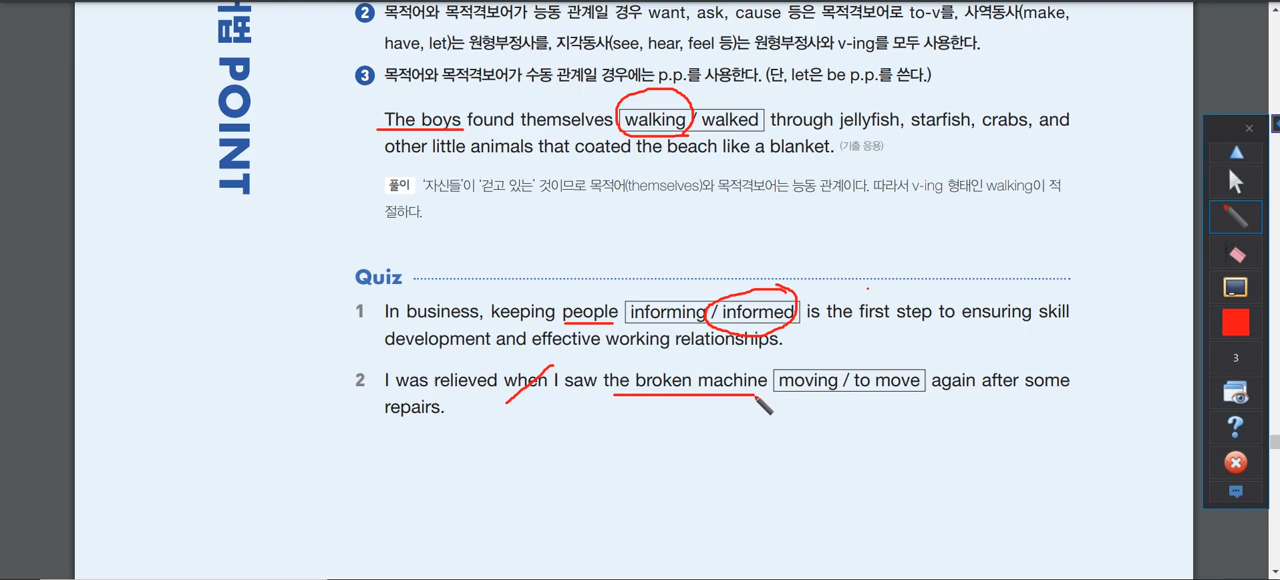 POINT
2 목적어와 목적격보어가 능동 관계일 경우 want, ask, cause 등은 목적격보어로 to-v를, 사역동사(make,
have, let)는 원형부정사를, 지각동사(see, hear, feel 등)는 원형부정사와 v-ing를 모두 사용한다.
3 목적어와 목적격보어가 수동 관계일 경우에는 p.p.를 사용한다. (단, let은 be p.p.를 쓴다.)
The boys found themselves walking / walked through jellyfish, starfish, crabs, and
other little animals that coated the beach like a blanket. (기출 응용)
풀이 ‘자신들’이 ‘걷고 있는’ 것이므로 목적어(themselves)와 목적격보어는 능동 관계이다. 따라서 v-ing 형태인 walking이 적
절하다.
Quiz
1 In business, keeping people informing / informed is the first step to ensuring skill
development and effective working relationships.
2 I was relieved when I saw the broken machine moving / to move again after some
repairs.
3